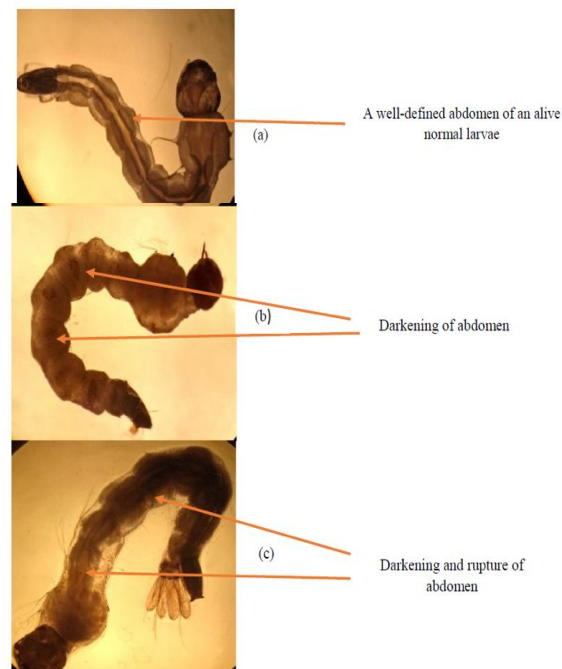 A well-defined abdomen of an alive
normal larvae
(a)
(b)
Darkening of abdomen
(c)
Darkening and rupture of
abdomen